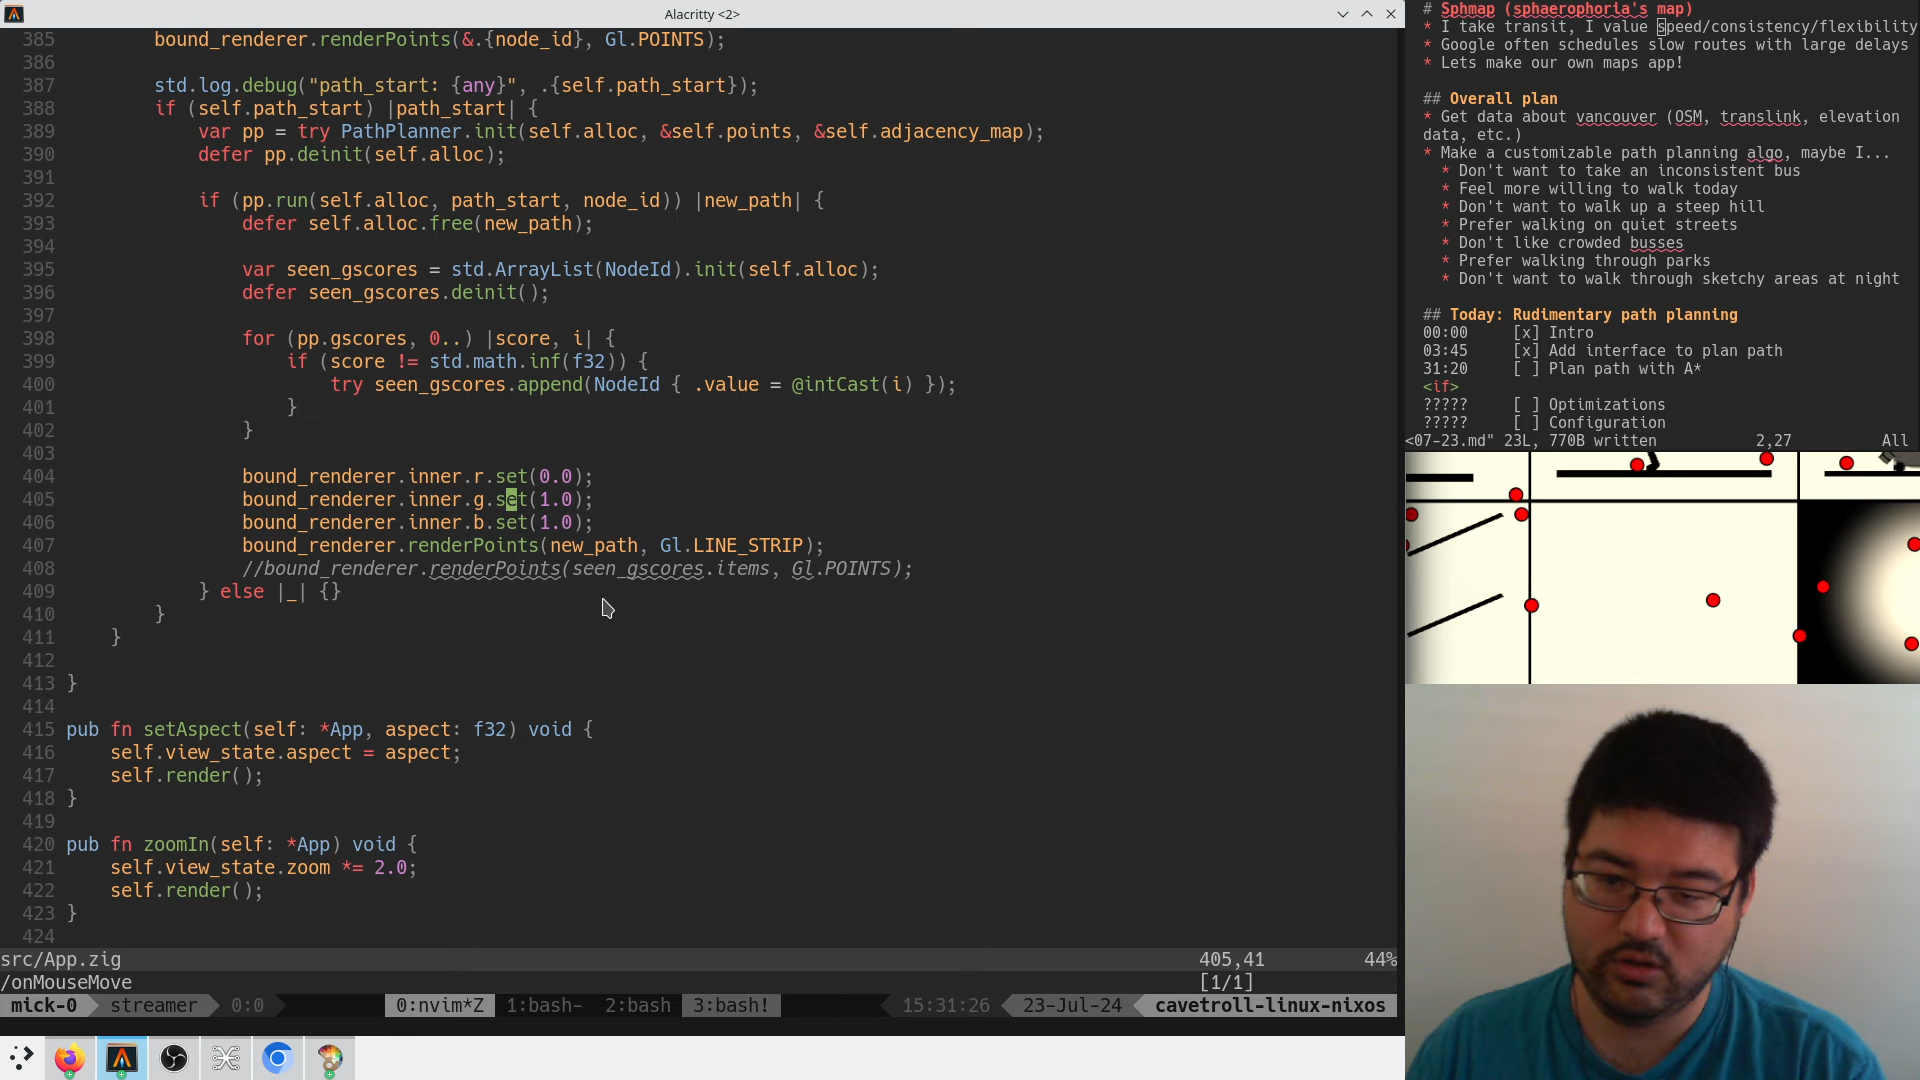 Alacritty <2>
385 bound_renderer.renderPoints(&.{node_id}, Gl.POINTS);
386
387 std.log.debug("path_start: {any}", .{self.path_start});
388 if (self.path_start) |path_start| {
389 var pp = try PathPlanner.init(self.alloc, &self.points, &self.adjacency_map);
390 defer pp.deinit(self.alloc);
391
392 if (pp.run(self.alloc, path_start, node_id)) |new_path| {
393 defer self.alloc.free(new_path);
394
395 var seen_gscores = std.ArrayList(NodeId).init(self.alloc);
396 defer seen_gscores.deinit();
397
398 for (pp.gscores, 0..) |score, i| {
399 if (score != std.math.inf(f32)) {
400 try seen_gscores.append(NodeId { .value = @intCast(i) });
401 }
402 }
403
404 bound_renderer.inner.r.set(0.0);
405 bound_renderer.inner.g.set(1.0);
406 bound_renderer.inner.b.set(1.0);
407 bound_renderer.renderPoints(new_path, Gl.LINE_STRIP);
408 //bound_renderer.renderPoints(seen_gscores.items, Gl.POINTS);
409 } else |_| {}
410 }
411 }
412
413 }
414
415 pub fn setAspect(self: *App, aspect: f32) void {
416 self.view_state.aspect = aspect;
417 self.render();
418 }
419
420 pub fn zoomIn(self: *App) void {
421 self.view_state.zoom *= 2.0;
422 self.render();
423 }
424
src/App.zig 405,41 44%
/onMouseMove [1/1]
mick-0 streamer 0:0 0:nvim*Z 1:bash- 2:bash 3:bash! 15:31:26 23-Jul-24 cavetroll-linux-nixos
# Sphmap (sphaerophoria's map)
* I take transit, I value speed/consistency/flexibility
* Google often schedules slow routes with large delays
* Lets make our own maps app!
## Overall plan
* Get data about vancouver (OSM, translink, elevation
data, etc.)
* Make a customizable path planning algo, maybe I...
* Don't want to take an inconsistent bus
* Feel more willing to walk today
* Don't want to walk up a steep hill
* Prefer walking on quiet streets
* Don't like crowded busses
* Prefer walking through parks
* Don't want to walk through sketchy areas at night
## Today: Rudimentary path planning
00:00 [x] Intro
03:45 [x] Add interface to plan path
31:20 [ ] Plan path with A*
<if>
????? [ ] Optimizations
????? [ ] Configuration
<07-23.md" 23L, 770B written 2,27 All